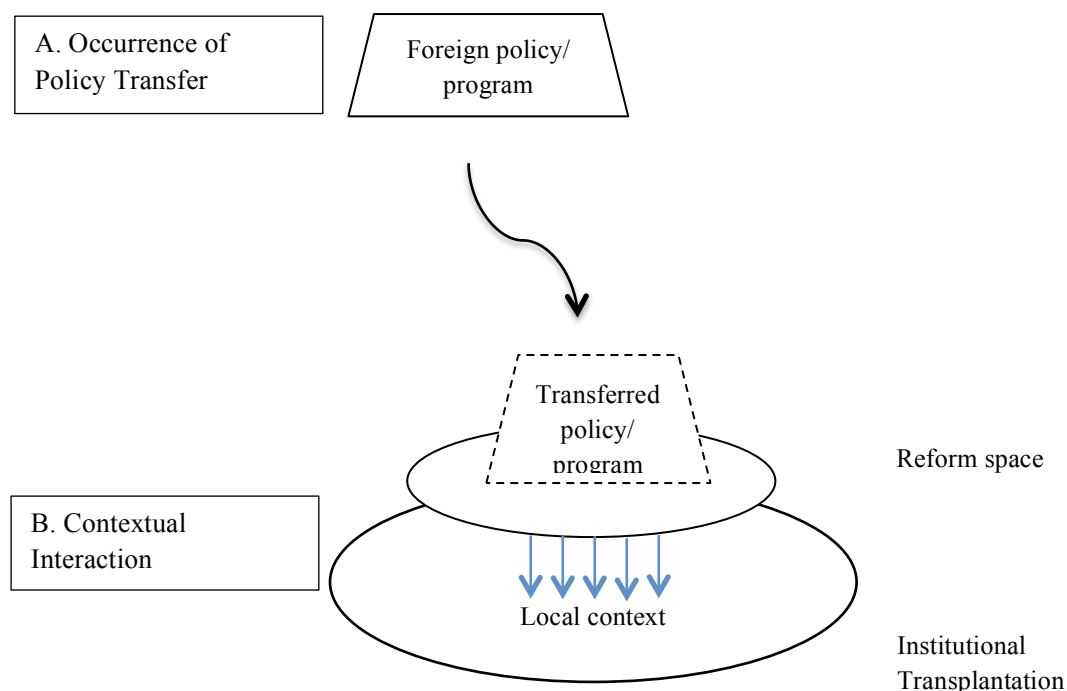 A. Occurrence of
Policy Transfer
Foreign policy/
program
Transferred
policy/
program
Reform space
B. Contextual
Interaction
Local context
Institutional
Transplantation